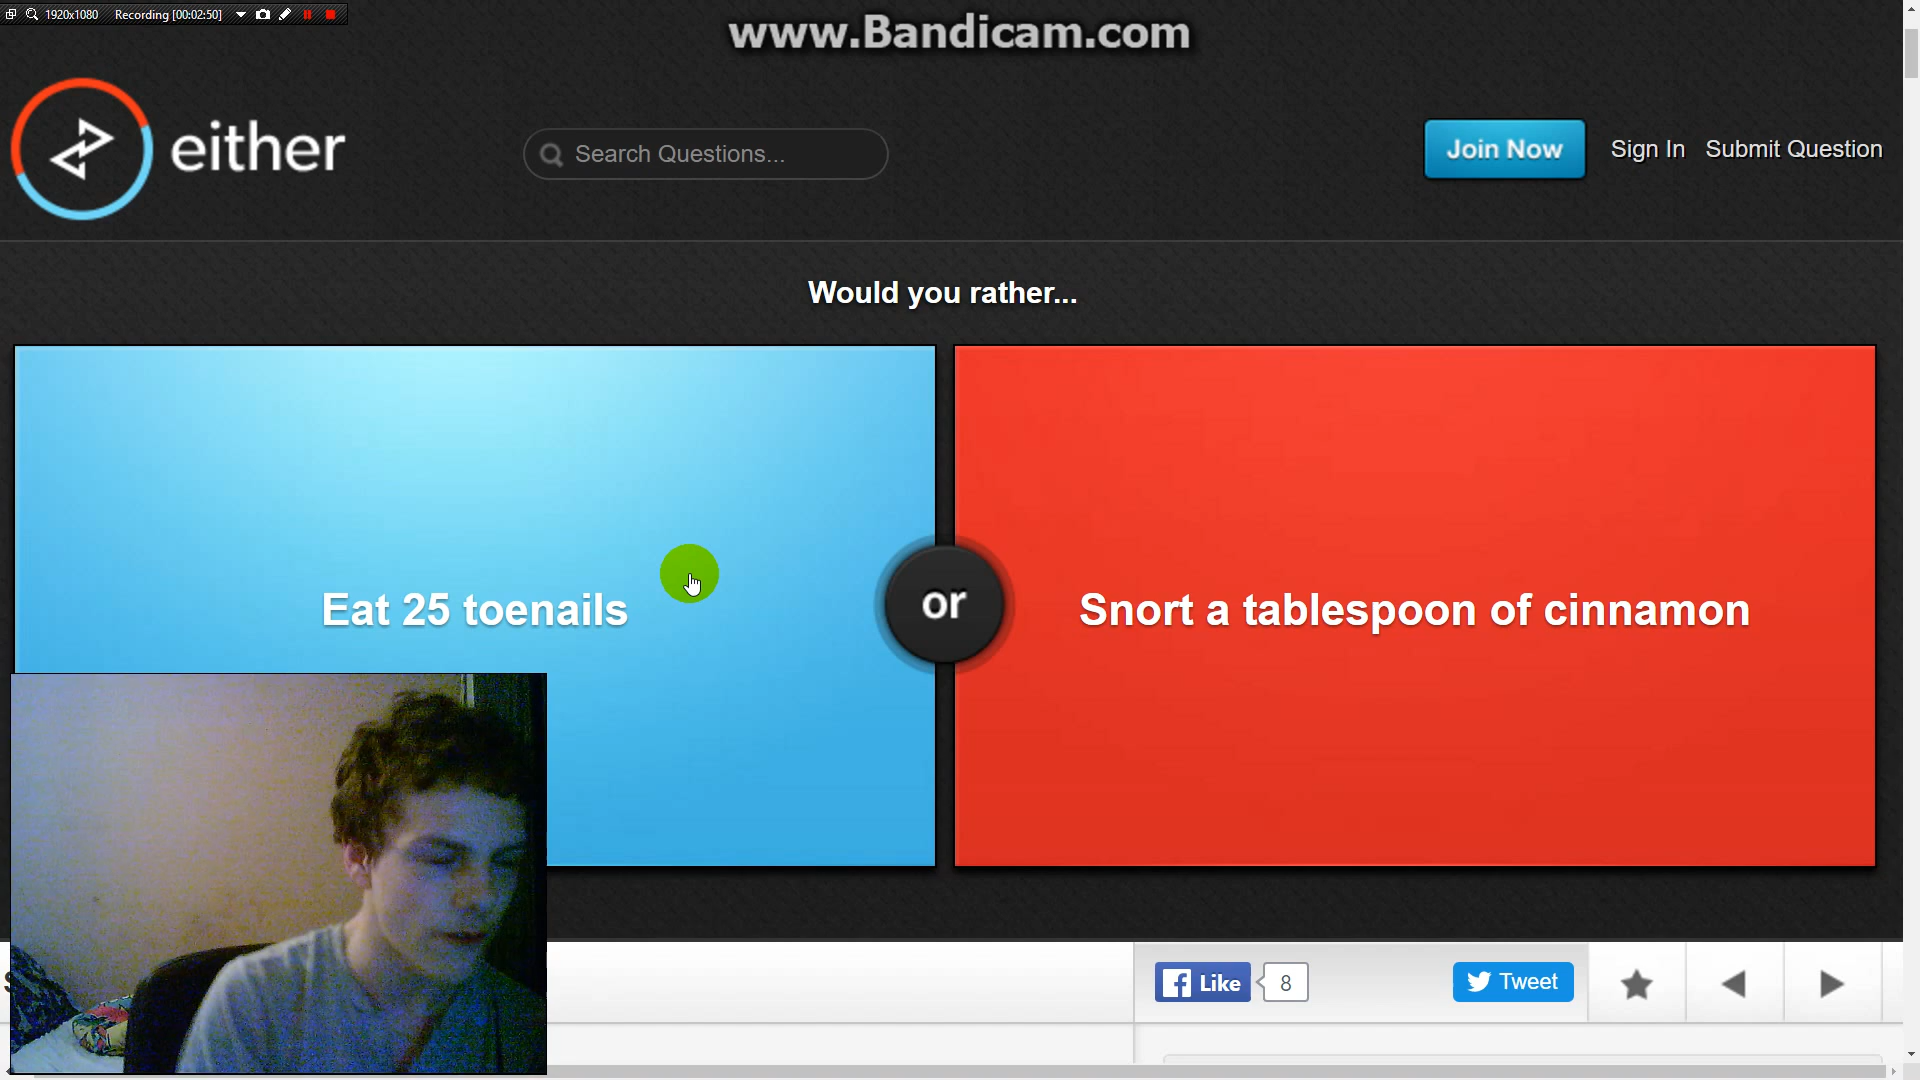 1920x1080 Recording [00:02:50]
www.Bandicam.com
either
Search Questions...
Join Now
Sign In
Submit Question
Would you rather...
Eat 25 toenails
or
Snort a tablespoon of cinnamon
Like
8
Tweet